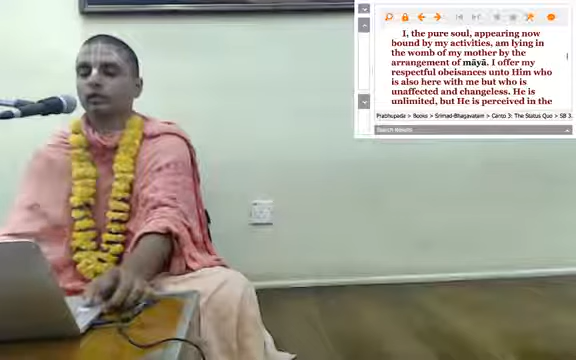 I, the pure soul, appearing now
bound by my activities, am lying in
the womb of my mother by the
arrangement of māyā. I offer my
respectful obeisances unto Him who
is also here with me but who is
unaffected and changeless. He is
unlimited, but He is perceived in the
Prabhupada > Books > Srimad-Bhagavatam > Canto 3: The Status Quo > SB 3.
Search Results